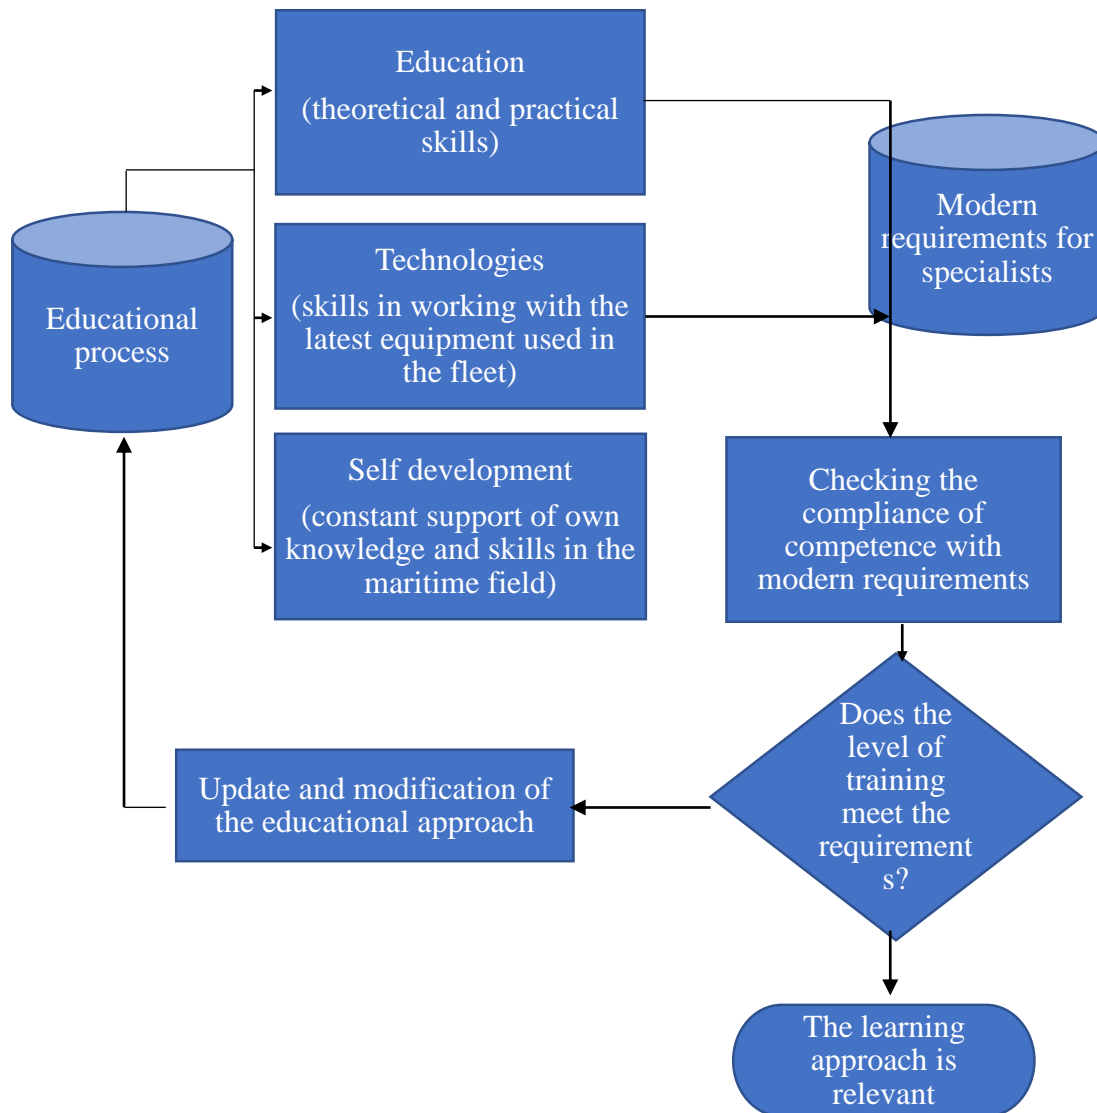 Education
(theoretical and practical
skills)
Modern
requirements for
specialists
Technologies
(skills in working with the
latest equipment used in
the fleet)
Educational
process
Self development
(constant support of own
knowledge and skills in the
maritime field)
Checking the
compliance of
competence with
modern requirements
Does the
level of
training
meet the
requirement
s?
Update and modification of
the educational approach
The learning
approach is
relevant